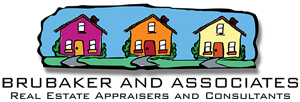 BRUBAKER AND ASSOCIATES
REAL ESTATE APPRAISERS AND CONSULTANTS